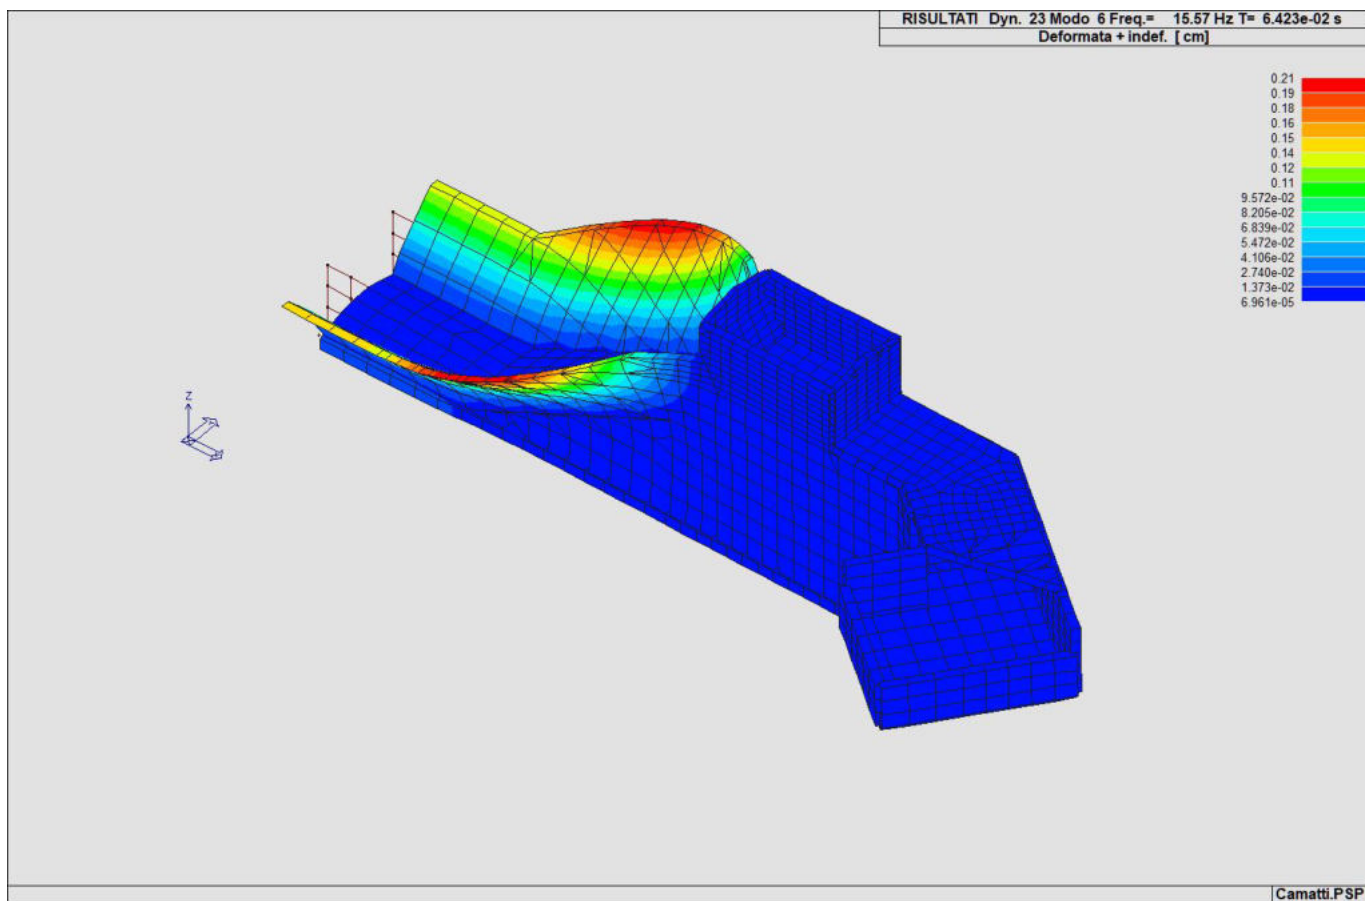 RISULTATI Dyn. 23 Modo 6 Freq.= 15.57 Hz T= 6.423e-02 s
Deformata + indef. [ cm]
0.21
0.19
0.18
0.16
0.15
0.14
0.12
0.11
9.572e-02
8.205e-02
6.839e-02
5.472e-02
4.106e-02
2.740e-02
1.373e-02
6.961e-05
Z
Camatti.PSP